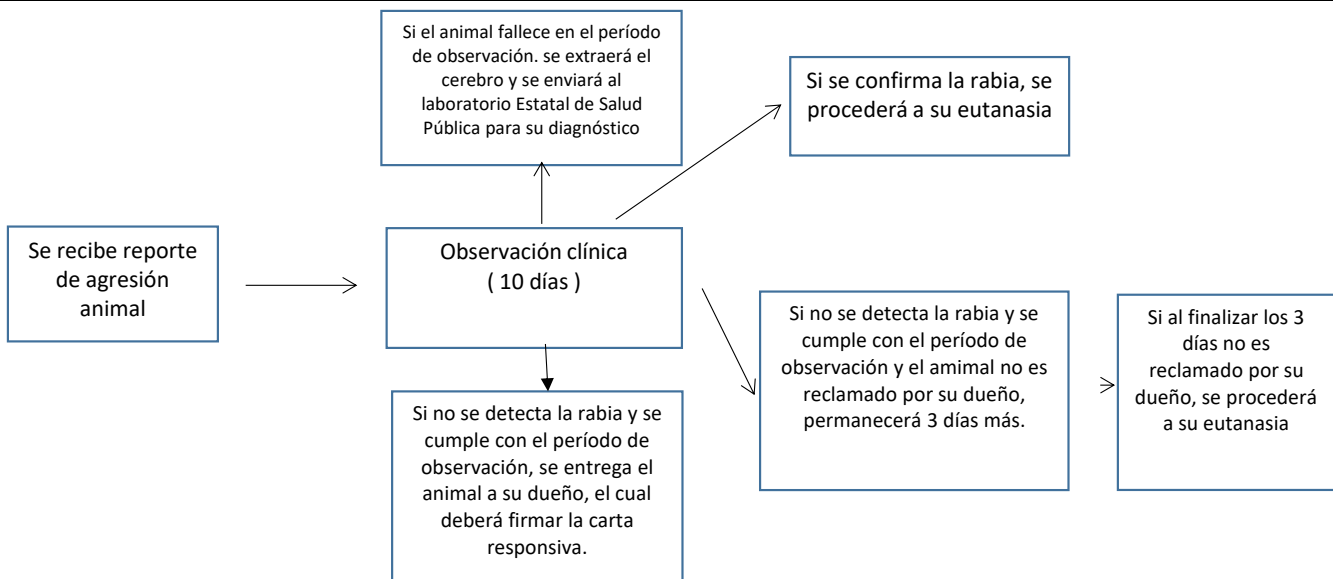 Si el animal fallece en el período
de observación. se extraerá el
cerebro y se enviará al
laboratorio Estatal de Salud
Pública para su diagnóstico
Si se confirma la rabia, se
procederá a su eutanasia
Se recibe reporte
de agresión
animal
Observación clínica
( 10 días )
Si no se detecta la rabia y se
cumple con el período de
observación y el amimal no es
reclamado por su dueño,
permanecerá 3 días más.
Si al finalizar los 3
días no es
reclamado por su
dueño, se procederá
a su eutanasia
Si no se detecta la rabia y se
cumple con el período de
observación, se entrega el
animal a su dueño, el cual
deberá firmar la carta
responsiva.